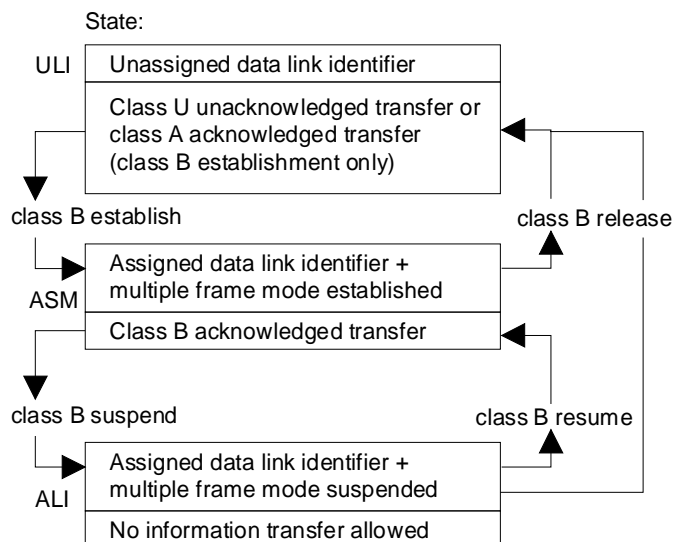 State:
ULI
Unassigned data link identifier
Class U unacknowledged transfer or
class A acknowledged transfer
(class B establishment only)
class B establish
class B release
Assigned data link identifier +
multiple frame mode established
ASM
Class B acknowledged transfer
class B suspend
class B resume
Assigned data link identifier +
multiple frame mode suspended
ALI
No information transfer allowed